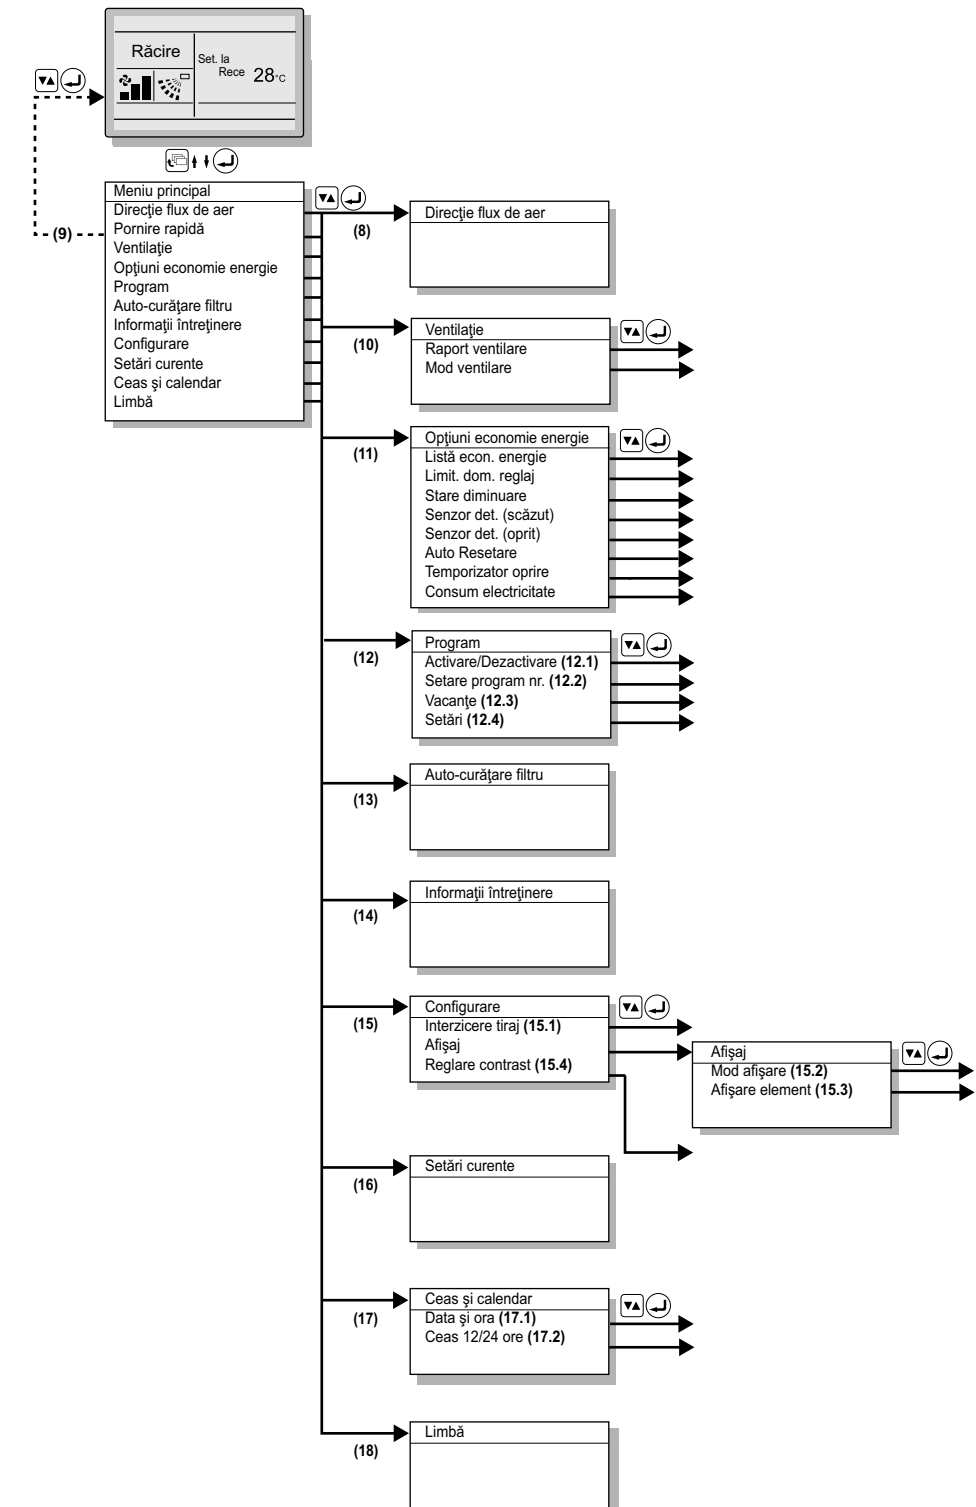 Răcire
Set. la
Rece 28°C
Meniu principal
Direcţie flux de aer
Pornire rapidă
Ventilaţie
Opţiuni economie energie
Program
Auto-curăţare filtru
Informaţii întreţinere
Configurare
Setări curente
Ceas şi calendar
Limbă
(9)
(8)
Direcţie flux de aer
(10)
Ventilaţie
Raport ventilare
Mod ventilare
(11)
Opţiuni economie energie
Listă econ. energie
Limit. dom. reglaj
Stare diminuare
Senzor det. (scăzut)
Senzor det. (oprit)
Auto Resetare
Temporizator oprire
Consum electricitate
(12)
Program
Activare/Dezactivare (12.1)
Setare program nr. (12.2)
Vacanţe (12.3)
Setări (12.4)
(13)
Auto-curăţare filtru
(14)
Informaţii întreţinere
(15)
Configurare
Interzicere tiraj (15.1)
Afişaj
Reglare contrast (15.4)
Afişaj
Mod afişare (15.2)
Afişare element (15.3)
(16)
Setări curente
(17)
Ceas şi calendar
Data şi ora (17.1)
Ceas 12/24 ore (17.2)
(18)
Limbă